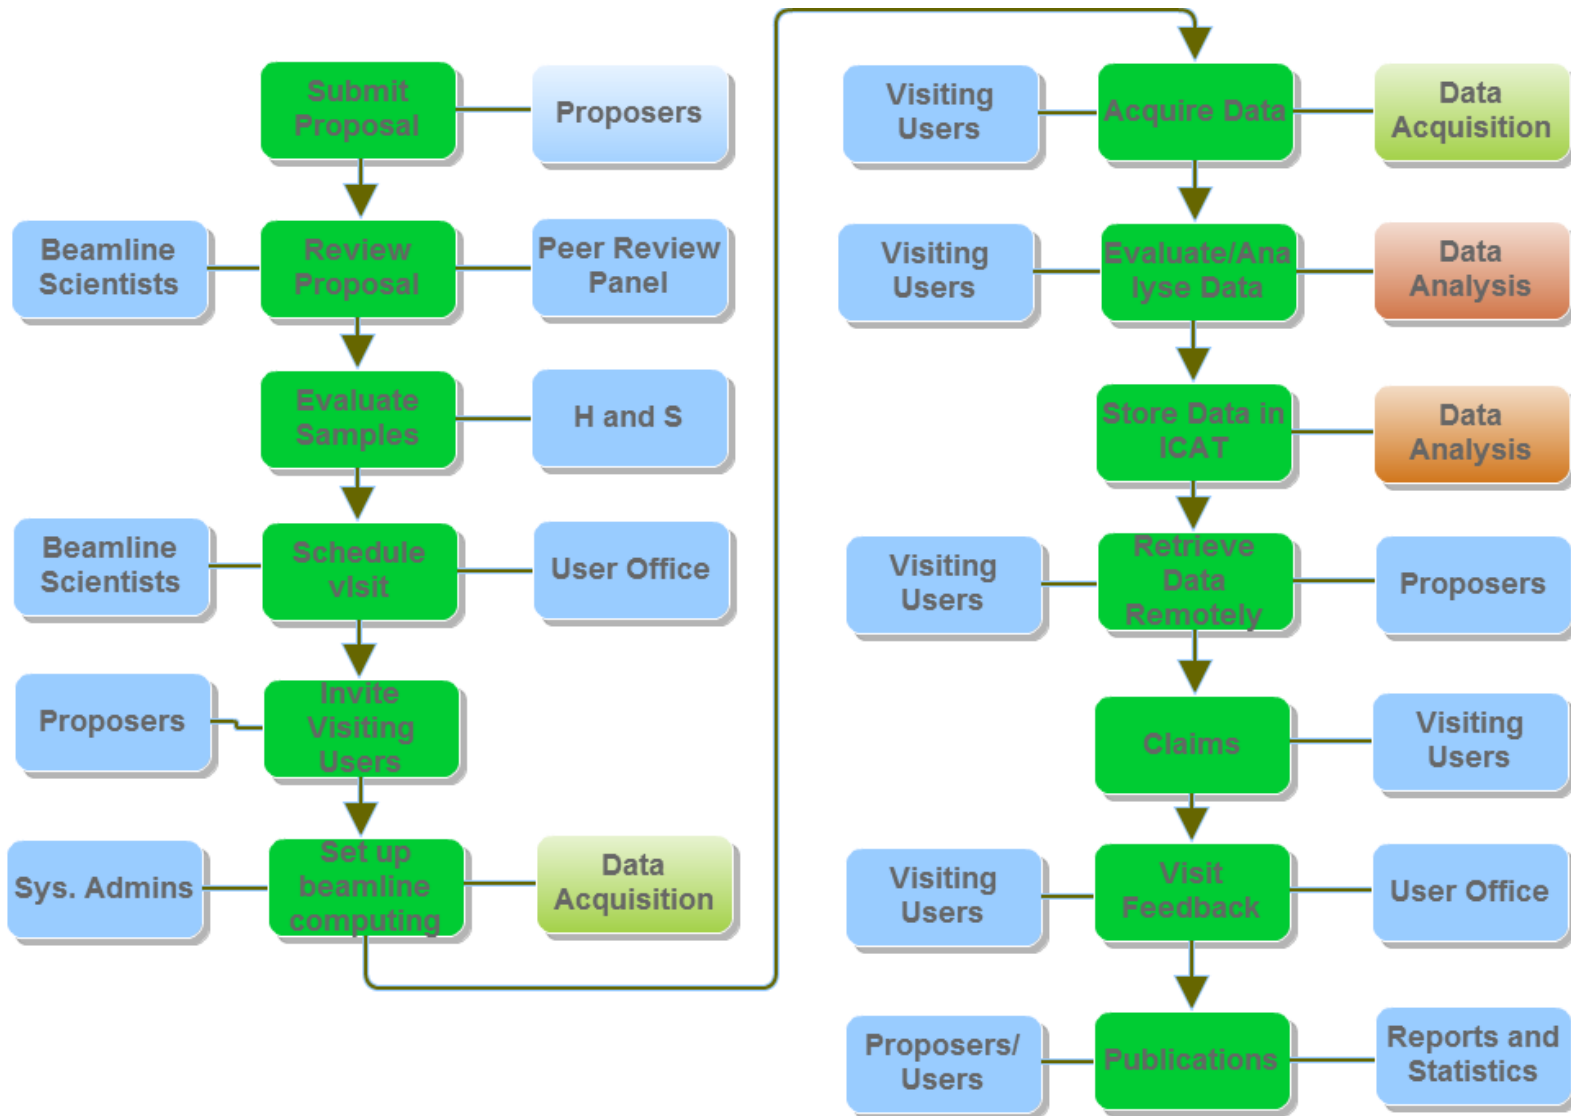 Submit
Proposal
Proposers
Beamline
Scientists
Review
Proposal
Peer Review
Panel
Evaluate
Samples
H and S
Beamline
Scientists
Schedule
vIsit
User Office
Proposers
Invite
Visiting
Users
Sys. Admins
Set up
beamline
computing
Data
Acquisition
Visiting
Users
Acquire Data
Data
Acquisition
Visiting
Users
Evaluate/Ana
lyse Data
Data
Analysis
Store Data in
ICAT
Data
Analysis
Visiting
Users
Retrieve
Data
Remotely
Proposers
Claims
Visiting
Users
Visiting
Users
Visit
Feedback
User Office
Proposers/
Users
Publications
Reports and
Statistics